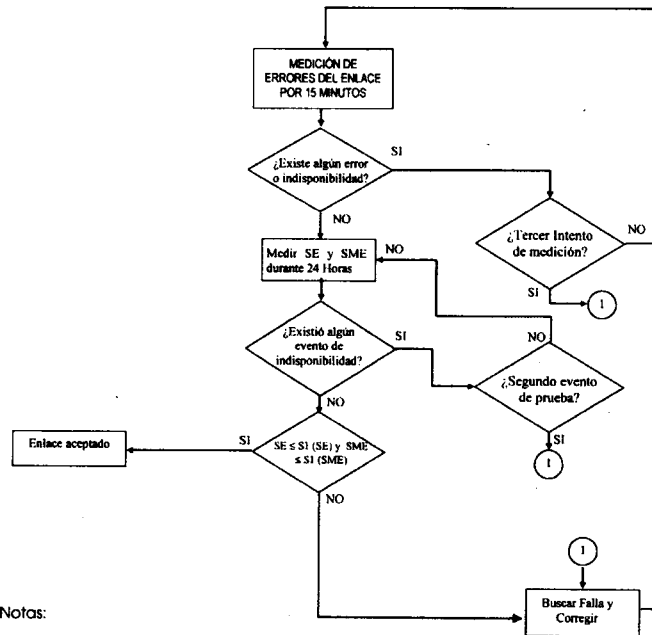 MEDICIÓN DE
ERRORES DEL ENLACE
POR 15 MINUTOS
¿Existe algún error
o indisponibilidad?
SI
NO
¿Tercer Intento
de medición?
NO
SI
1
Medir SE y SME
durante 24 Horas
NO
¿Existió algún
evento de
indisponibilidad?
SI
NO
NO
¿Segundo evento
de prueba?
SI
1
SE ≤ S1 (SE) y SME
≤ S1 (SME)
SI
Enlace aceptado
NO
1
Buscar Falla y
Corregir
Notas: